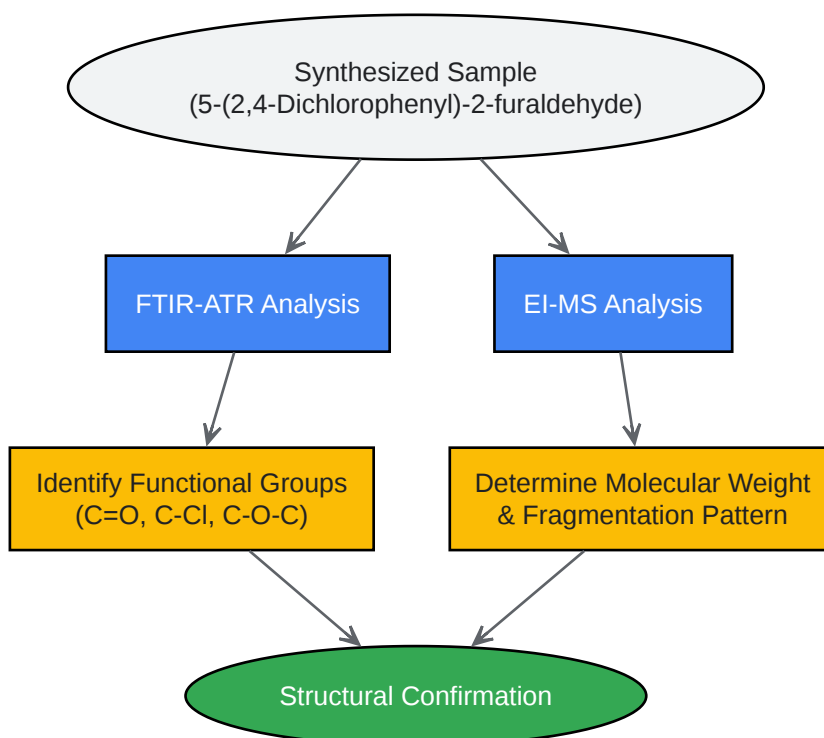 Synthesized Sample
(5-(2,4-Dichlorophenyl)-2-furaldehyde)
FTIR-ATR Analysis
EI-MS Analysis
Identify Functional Groups
(C=O, C-Cl, C-O-C)
Determine Molecular Weight
& Fragmentation Pattern
Structural Confirmation